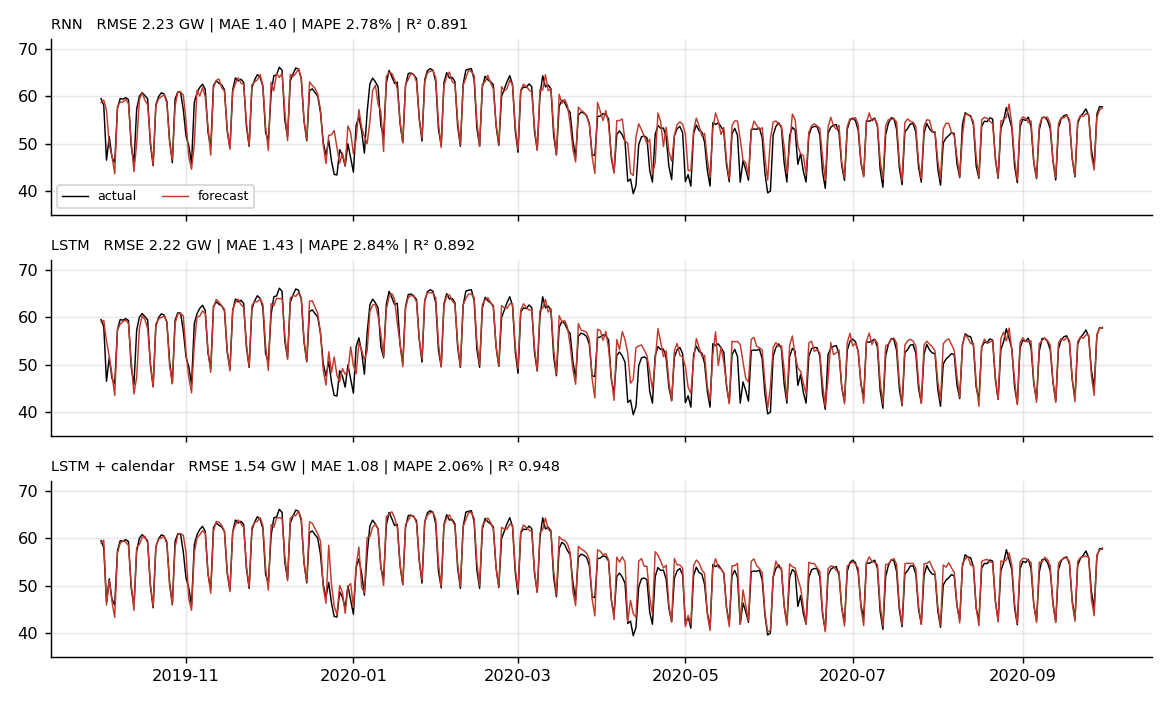 RNN   RMSE 2.23 GW | MAE 1.40 | MAPE 2.78% | R² 0.891
70
60
50
40
actual   forecast
LSTM   RMSE 2.22 GW | MAE 1.43 | MAPE 2.84% | R² 0.892
70
60
50
40
LSTM + calendar   RMSE 1.54 GW | MAE 1.08 | MAPE 2.06% | R² 0.948
70
60
50
40
2019-11   2020-01   2020-03   2020-05   2020-07   2020-09